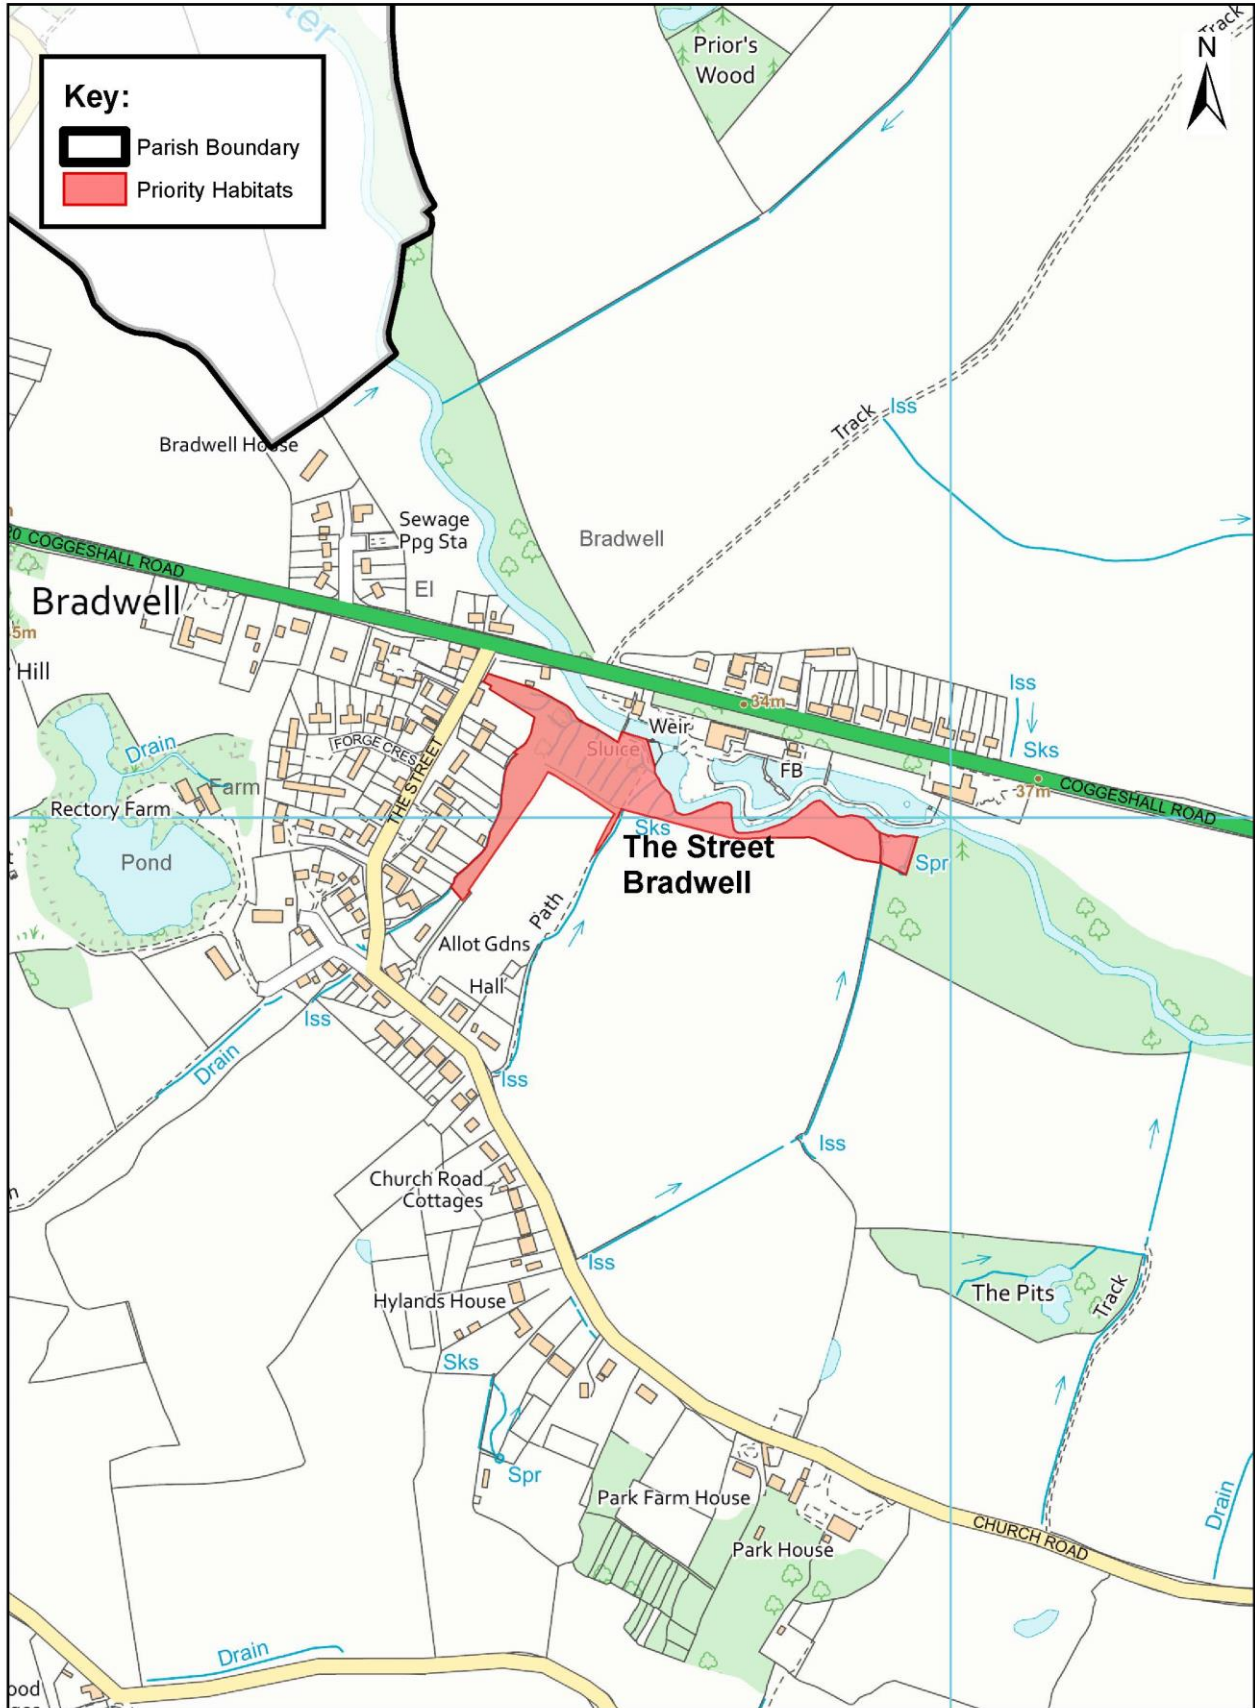 Track
N
Prior's
Wood
Key:
Parish Boundary
Priority Habitats
Track
Iss
Bradwell House
Sewage
Ppg Sta
El
Bradwell
COGGESHALL ROAD
Bradwell
Hill
34m
Iss
Sks
37m
COGGESHALL ROAD
Weir
Sluice
FB
FORGE CRES
THE STREET
Drain
Farm
Rectory Farm
Pond
Sks
The Street
Bradwell
Spr
Path
Allot Gdns
Hall
Iss
Drain
Iss
Iss
Church Road
Cottages
Iss
Hylands House
The Pits
Track
Sks
Spr
Park Farm House
Park House
CHURCH ROAD
Drain
Drain